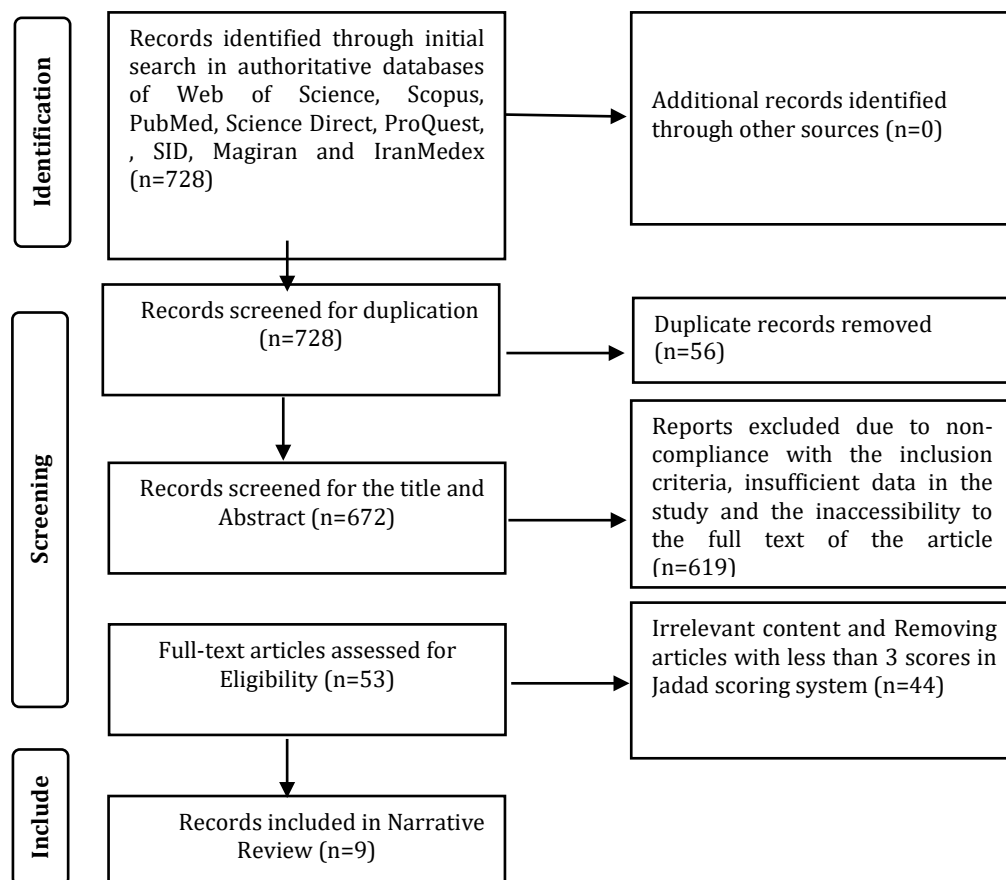 Identification
Records identified through initial
search in authoritative databases
of Web of Science, Scopus,
PubMed, Science Direct, ProQuest,
, SID, Magiran and IranMedex
(n=728)
Additional records identified
through other sources (n=0)
Screening
Records screened for duplication
(n=728)
Duplicate records removed
(n=56)
Records screened for the title and
Abstract (n=672)
Reports excluded due to non-
compliance with the inclusion
criteria, insufficient data in the
study and the inaccessibility to
the full text of the article
(n=619)
Full-text articles assessed for
Eligibility (n=53)
Irrelevant content and Removing
articles with less than 3 scores in
Jadad scoring system (n=44)
Include
Records included in Narrative
Review (n=9)